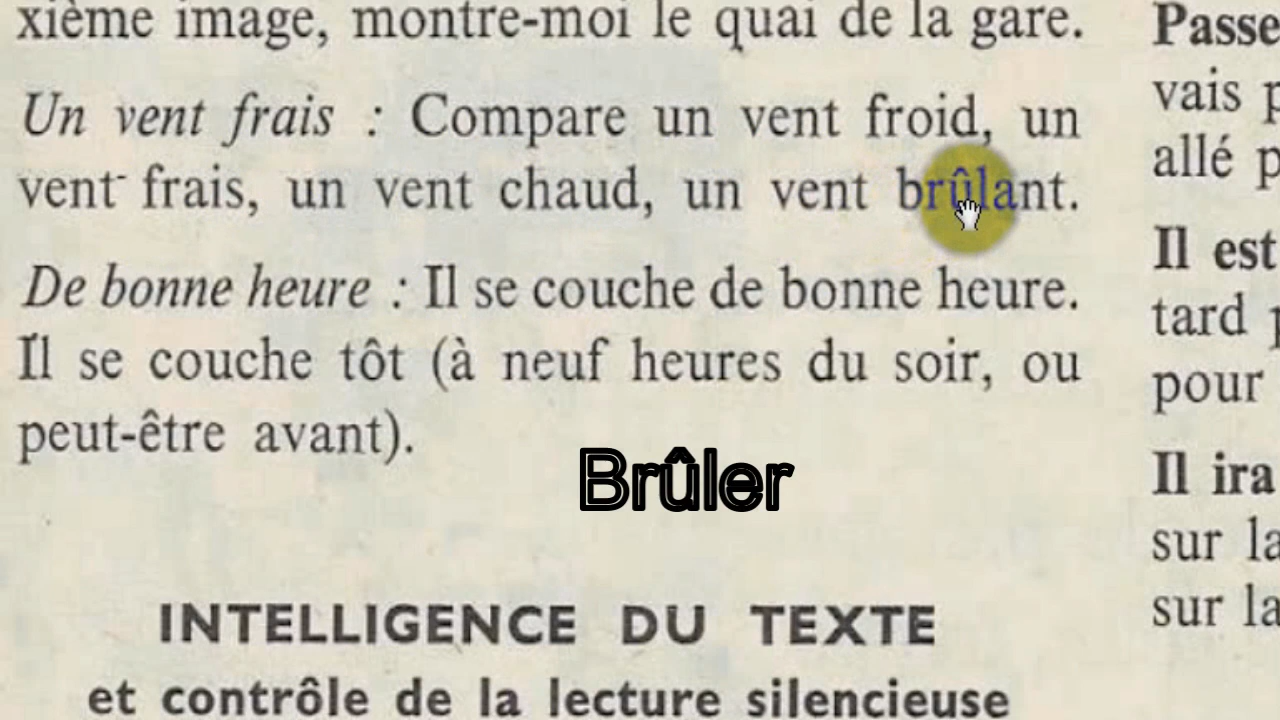 xième image, montre-moi le quai de la gare.
Un vent frais : Compare un vent froid, un
vent frais, un vent chaud, un vent brûlant.
De bonne heure : Il se couche de bonne heure.
Il se couche tôt (à neuf heures du soir, ou
peut-être avant).
Brûler
INTELLIGENCE DU TEXTE
et contrôle de la lecture silencieuse
Passe
vais p
allé p
Il est
tard p
pour
Il ira
sur la
sur la